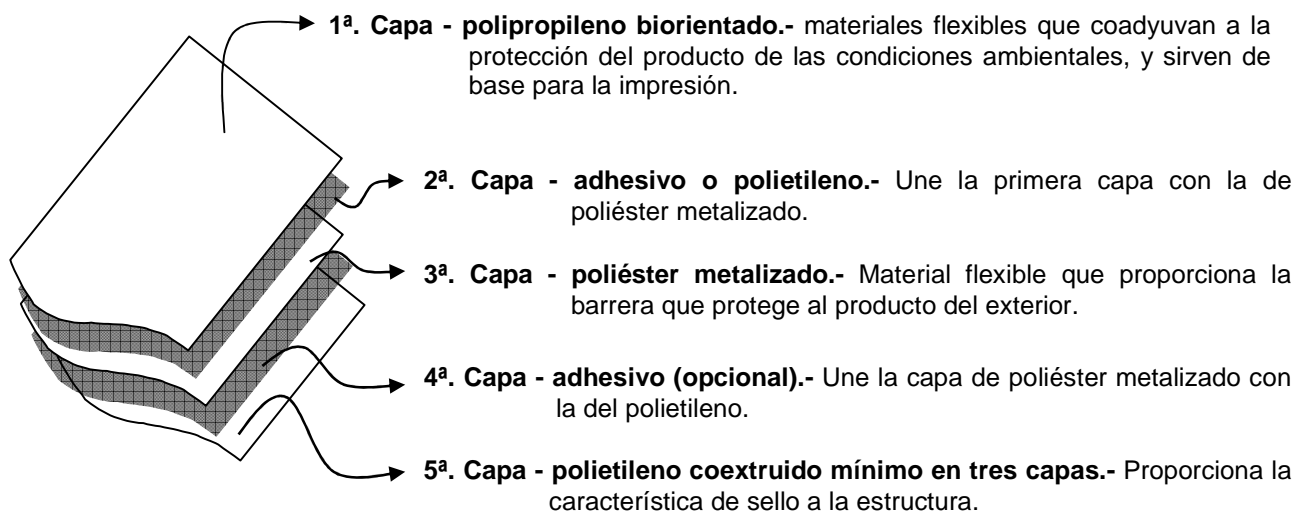 1ª. Capa - polipropileno biorientado.- materiales flexibles que coadyuvan a la
protección del producto de las condiciones ambientales, y sirven de
base para la impresión.
2ª. Capa - adhesivo o polietileno.- Une la primera capa con la de
poliéster metalizado.
3ª. Capa - poliéster metalizado.- Material flexible que proporciona la
barrera que protege al producto del exterior.
4ª. Capa - adhesivo (opcional).- Une la capa de poliéster metalizado con
la del polietileno.
5ª. Capa - polietileno coextruido mínimo en tres capas.- Proporciona la
característica de sello a la estructura.